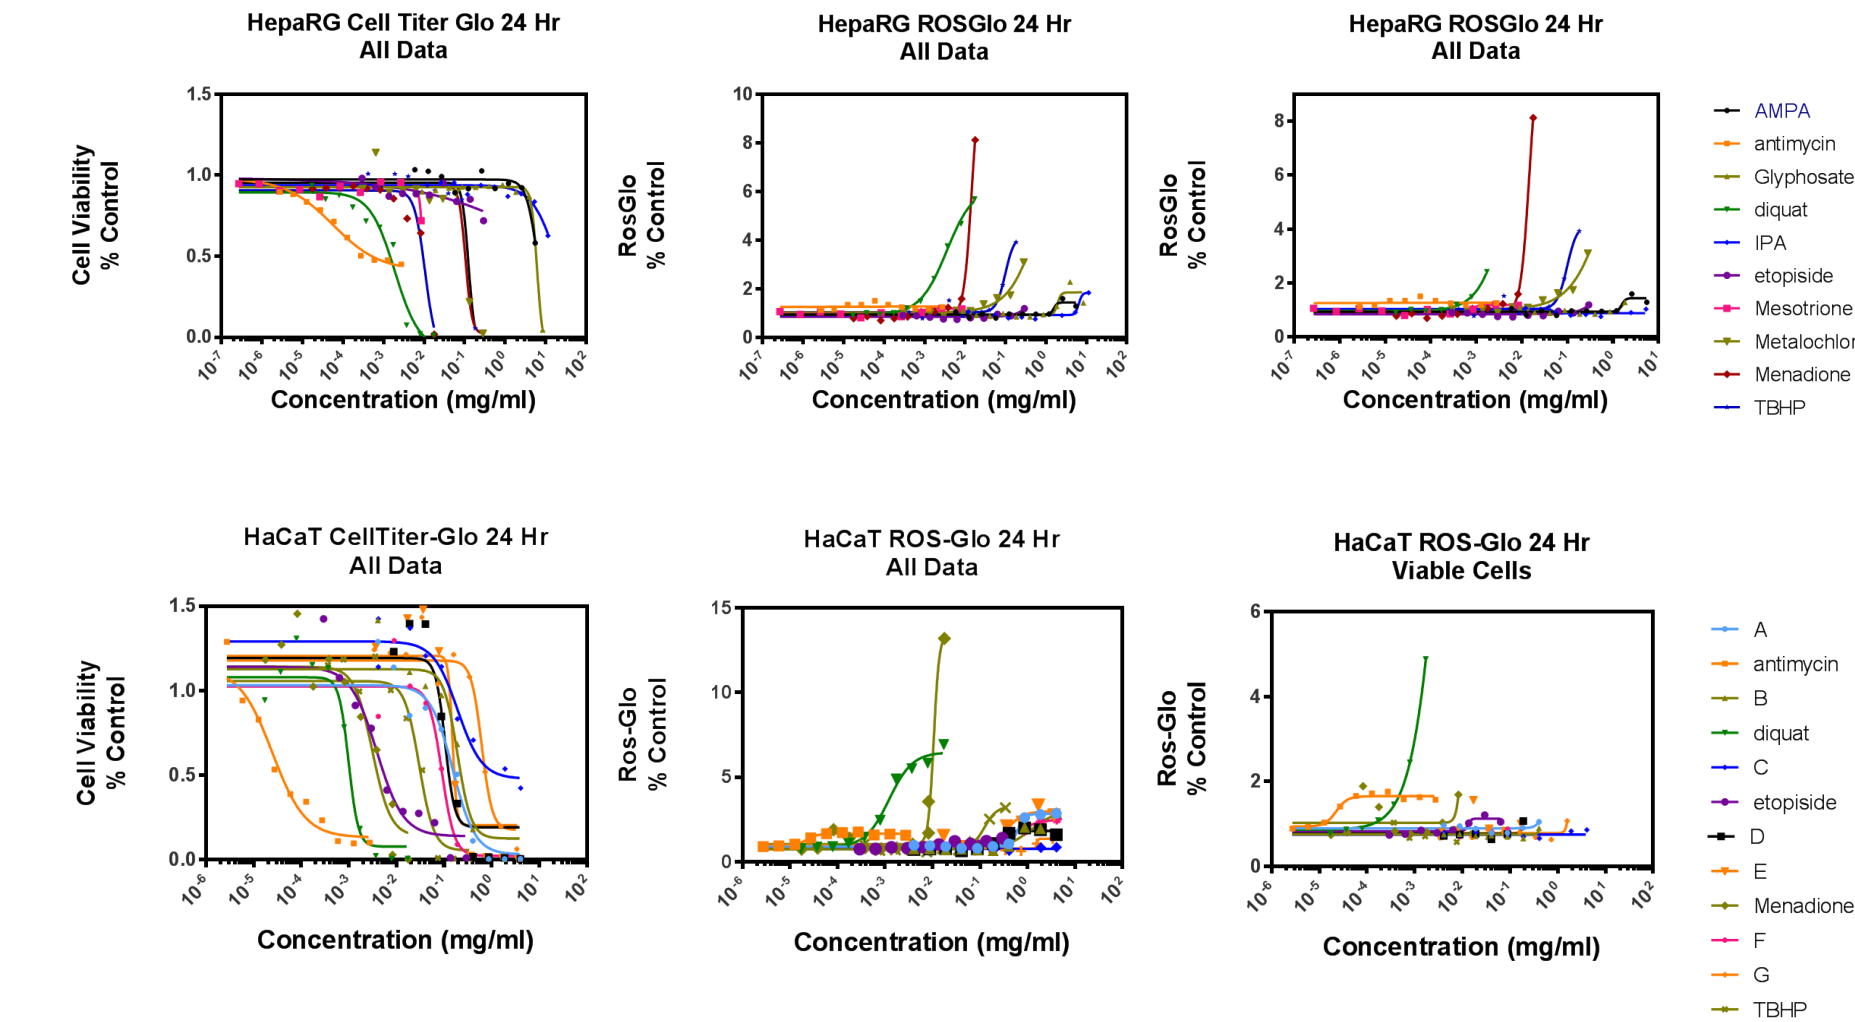 HepaRG Cell Titer Glo 24 Hr
All Data
HepaRG ROSGlo 24 Hr
All Data
HepaRG ROSGlo 24 Hr
All Data
Cell Viability
% Control
1.5
1.0
0.5
0.0
10-7 10-6 10-5 10-4 10-3 10-2 10-1 100 101 102
Concentration (mg/ml)
RosGlo
% Control
10
8
6
4
2
0
10-7 10-6 10-5 10-4 10-3 10-2 10-1 100 101 102
Concentration (mg/ml)
RosGlo
% Control
8
6
4
2
0
10-7 10-6 10-5 10-4 10-3 10-2 10-1 100 101
Concentration (mg/ml)
AMPA
antimycin
Glyphosate
diquat
IPA
etopiside
Mesotrione
Metalochlor
Menadione
TBHP
HaCaT CellTiter-Glo 24 Hr
All Data
HaCaT ROS-Glo 24 Hr
All Data
HaCaT ROS-Glo 24 Hr
Viable Cells
Cell Viability
% Control
1.5
1.0
0.5
0.0
10-6 10-5 10-4 10-3 10-2 10-1 100 101 102
Concentration (mg/ml)
Ros-Glo
% Control
15
10
5
0
10-6 10-5 10-4 10-3 10-2 10-1 100 101 102
Concentration (mg/ml)
Ros-Glo
% Control
6
4
2
0
10-6 10-5 10-4 10-3 10-2 10-1 100 101 102
Concentration (mg/ml)
A
antimycin
B
diquat
C
etopiside
D
E
Menadione
F
G
TBHP